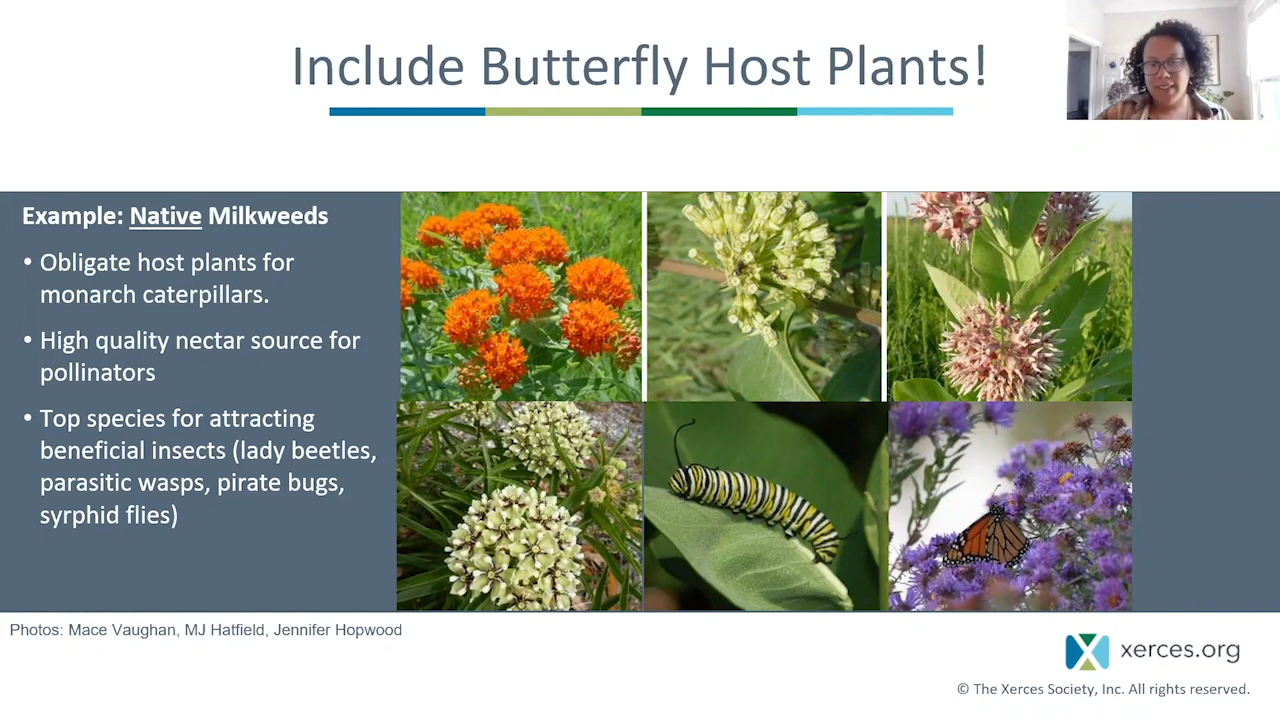 Include Butterfly Host Plants!
Example: Native Milkweeds
• Obligate host plants for
monarch caterpillars.
• High quality nectar source for
pollinators
• Top species for attracting
beneficial insects (lady beetles,
parasitic wasps, pirate bugs,
syrphid flies)
Photos: Mace Vaughan, MJ Hatfield, Jennifer Hopwood
xerces.org
© The Xerces Society, Inc. All rights reserved.